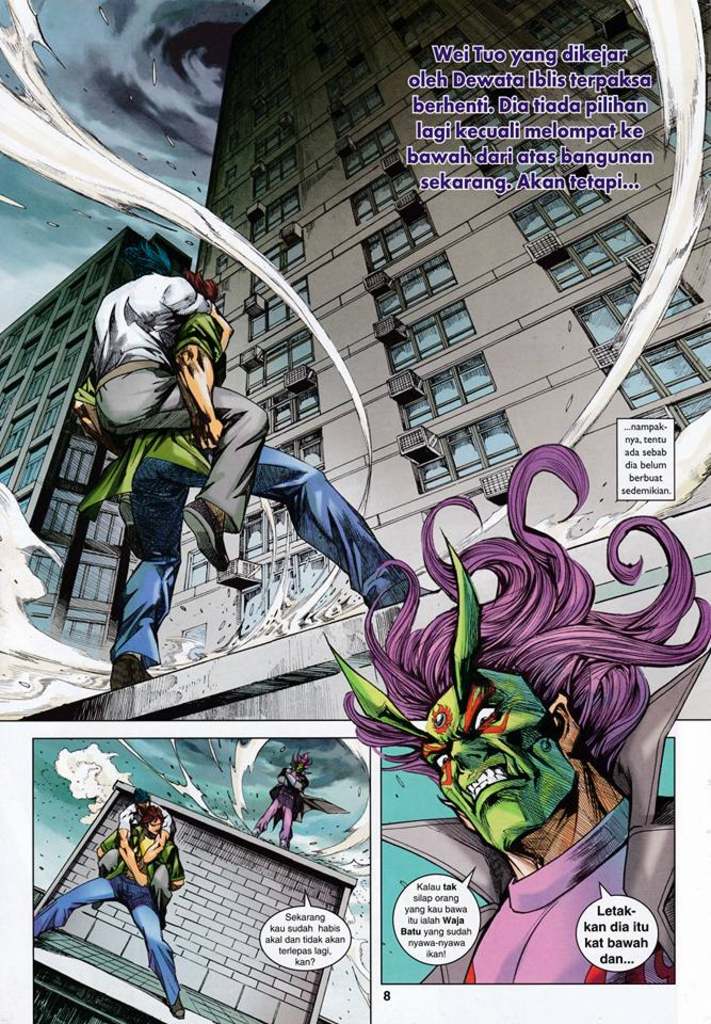 Wei Tuo yang dikejar
oleh Dewata Iblis terpaksa
berhenti. Dia tiada pilihan
lagi kecuali melompat ke
bawah dari atas bangunan
sekarang. Akan tetapi...
...nampak-
nya, tentu
ada sebab
dia belum
berbuat
sedemikian.
Sekarang
kau sudah habis
akal dan tidak akan
terlepas lagi,
kan?
Kalau tak
silap orang
yang kau bawa
itu ialah Waja
Batu yang sudah
nyawa-nyawa
ikan!
Letak-
kan dia itu
kat bawah
dan...
8